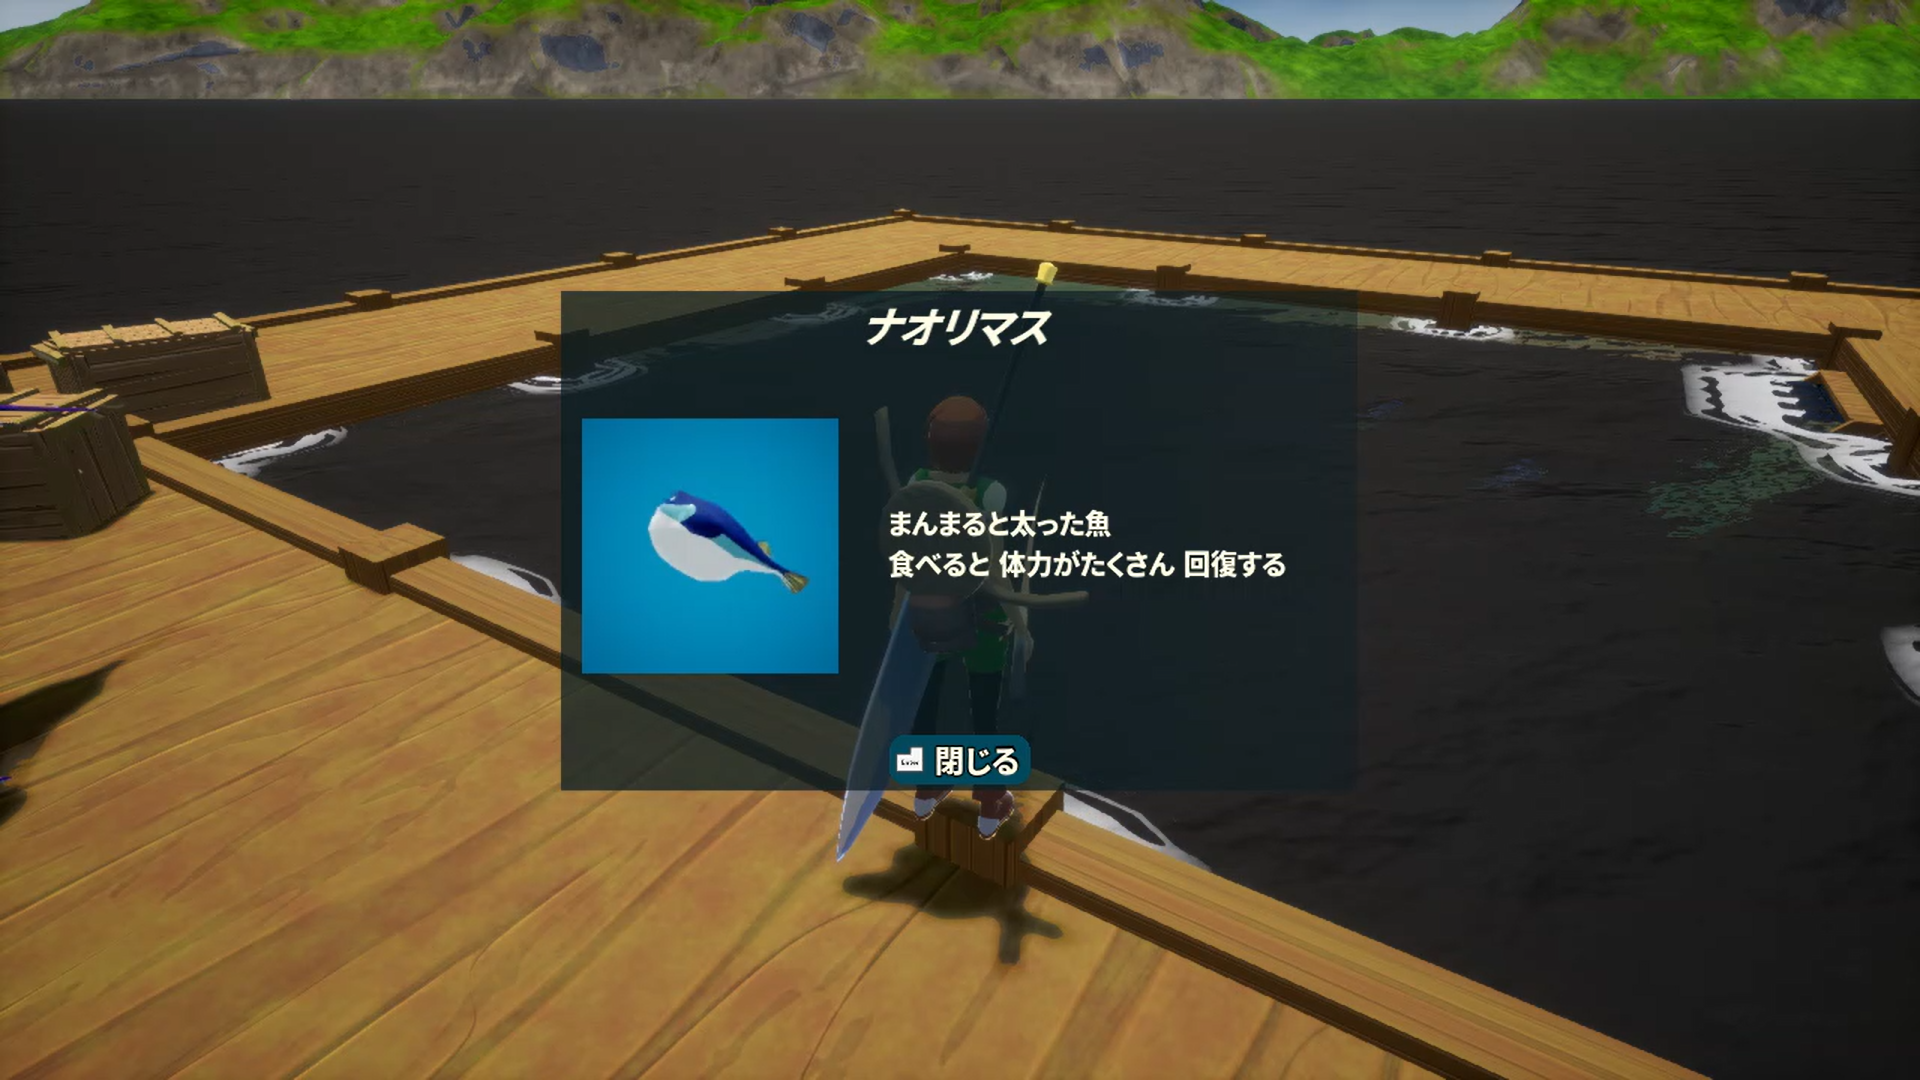 ナオリマス
まんまると太った魚
食べると 体力がたくさん 回復する
閉じる